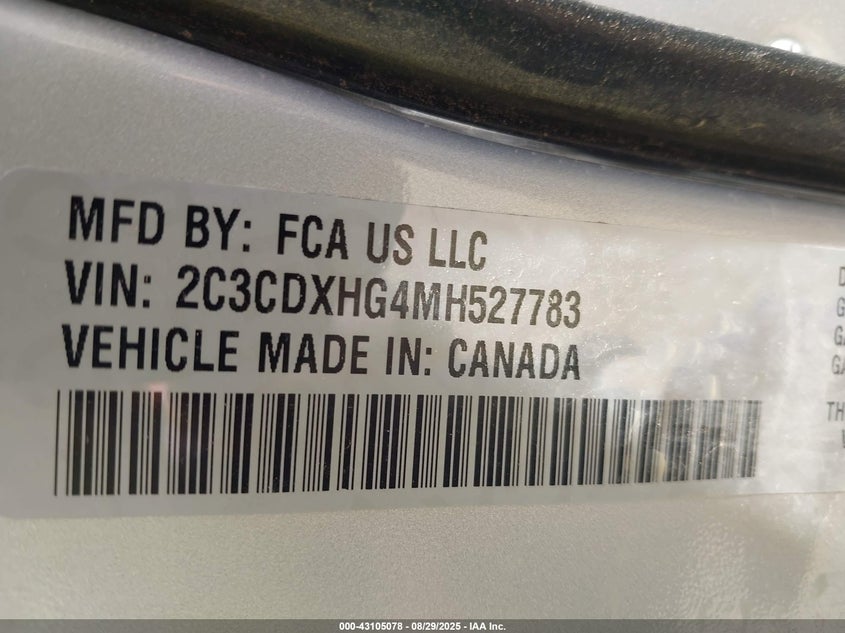 MFD BY: FCA US LLC
VIN: 2C3CDXHG4MH527783
VEHICLE MADE IN: CANADA
000-43105078 - 08/29/2025 - IAA Inc.